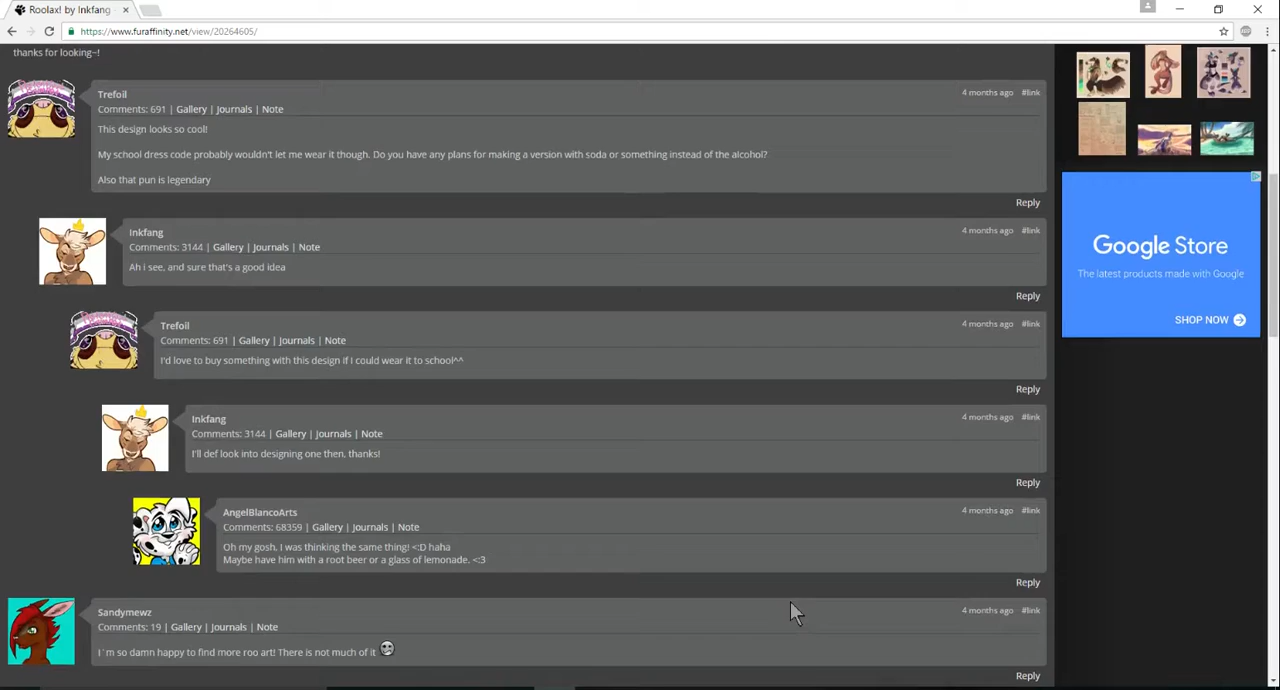 Roolax! by Inkfang
https://www.furaffinity.net/view/20264605/
thanks for looking~!
Trefoil
4 months ago #link
Comments: 691 | Gallery | Journals | Note
This design looks so cool!
My school dress code probably wouldn't let me wear it though. Do you have any plans for making a version with soda or something instead of the alcohol?
Also that pun is legendary
Reply
Inkfang
4 months ago #link
Comments: 3144 | Gallery | Journals | Note
Ah i see, and sure that's a good idea
Reply
Trefoil
4 months ago #link
Comments: 691 | Gallery | Journals | Note
I'd love to buy something with this design if I could wear it to school^^
Reply
Inkfang
4 months ago #link
Comments: 3144 | Gallery | Journals | Note
I'll def look into designing one then, thanks!
Reply
AngelBlancoArts
4 months ago #link
Comments: 68359 | Gallery | Journals | Note
Oh my gosh, I was thinking the same thing! <:D haha
Maybe have him with a root beer or a glass of lemonade. <:3
Reply
Sandymewz
4 months ago #link
Comments: 19 | Gallery | Journals | Note
I´m so damn happy to find more roo art! There is not much of it
Reply
Google Store
The latest products made with Google
SHOP NOW